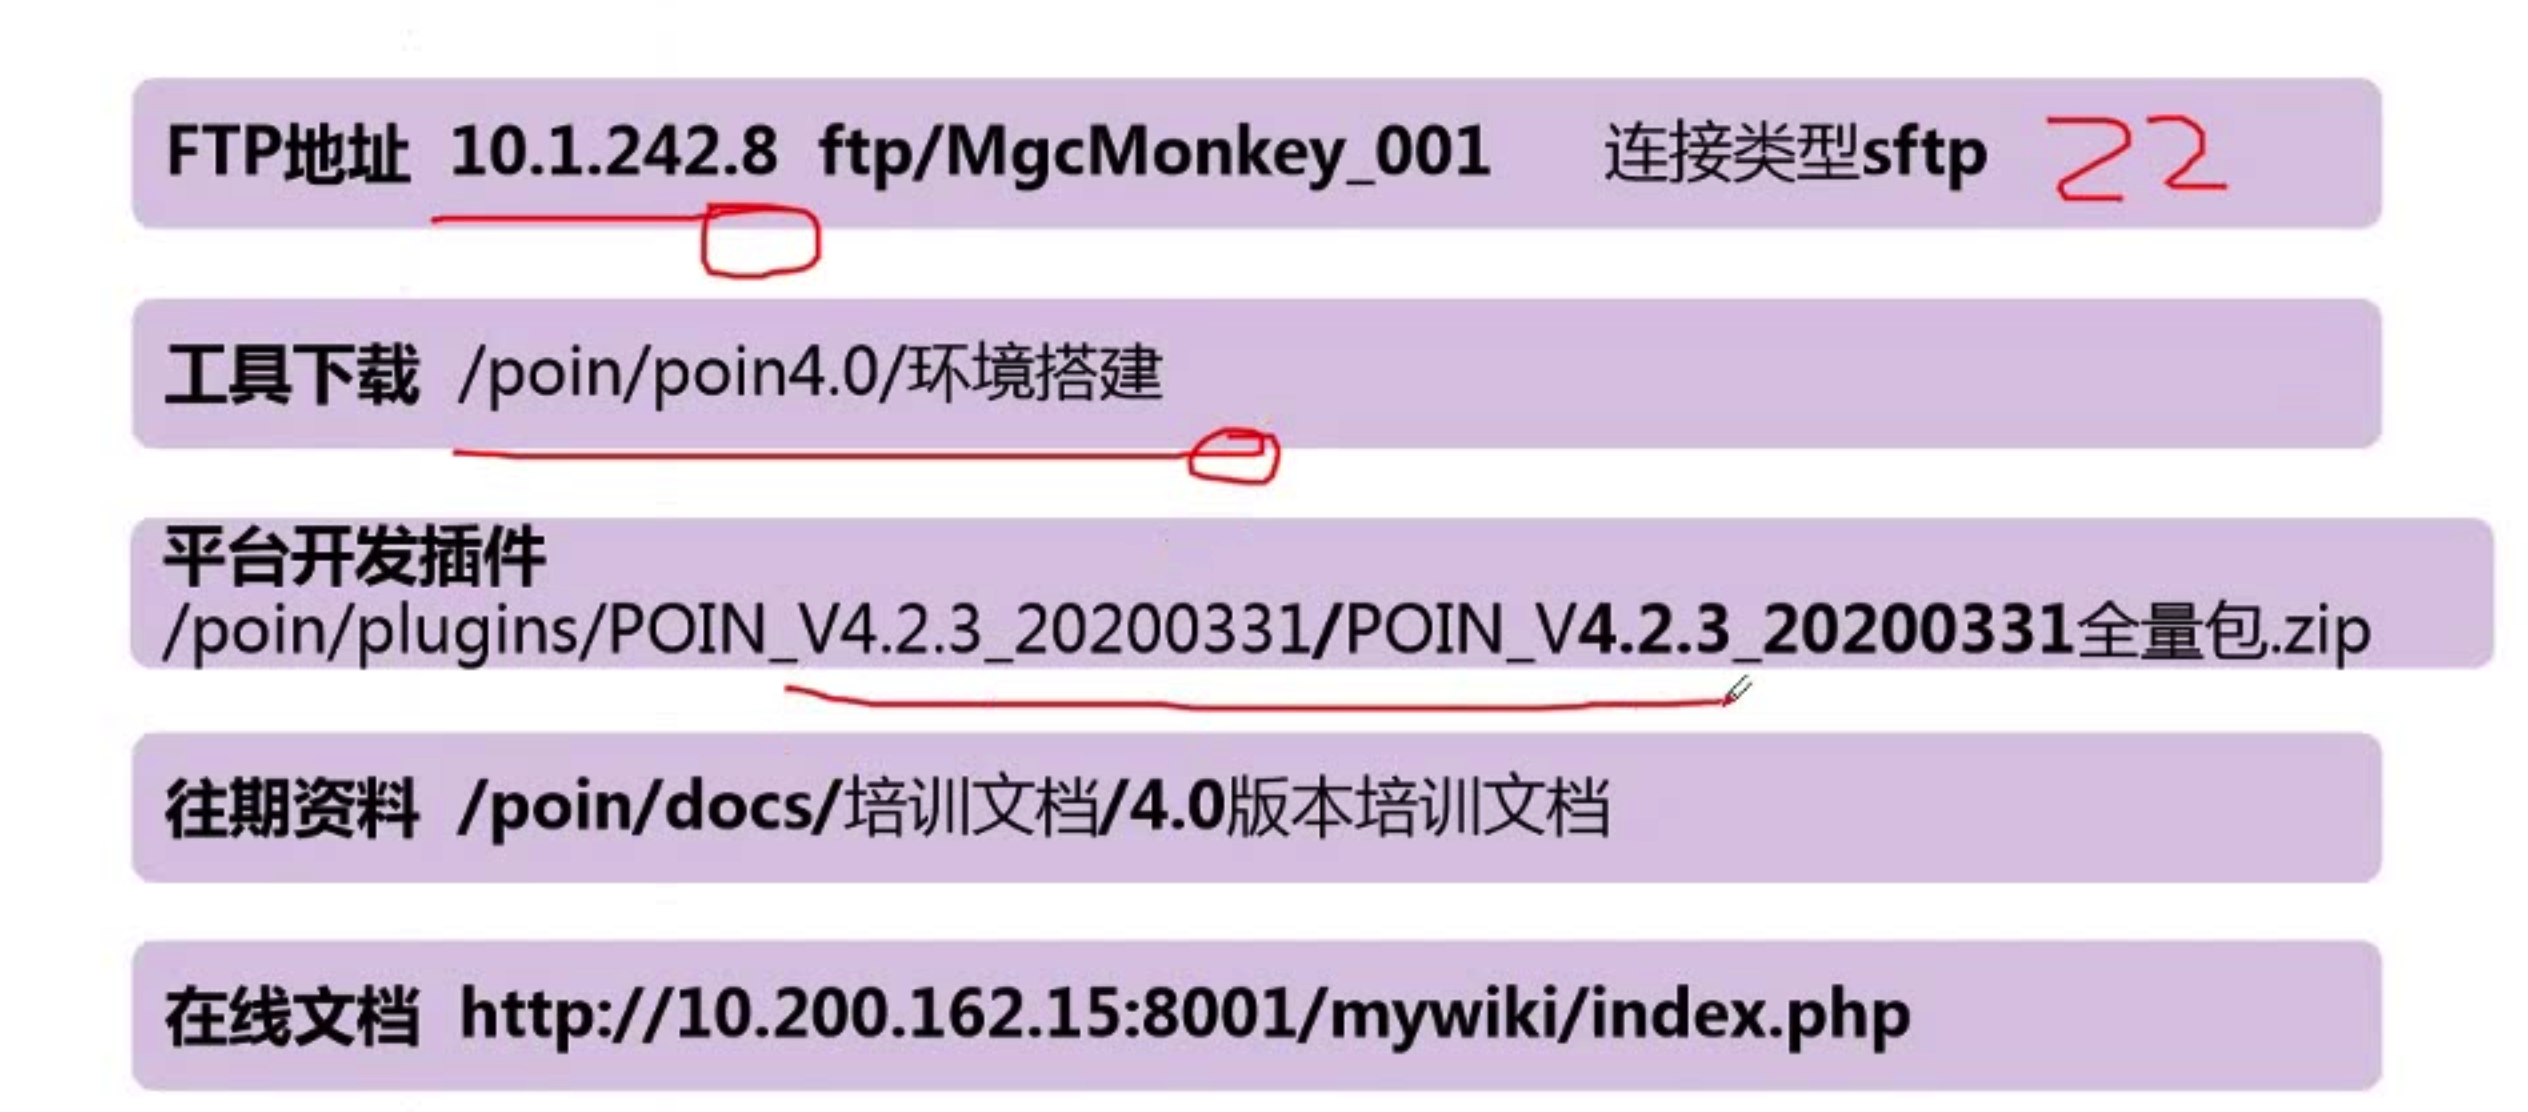 FTP地址 10.1.242.8 ftp/MgcMonkey_001 连接类型sftp 22
工具下载 /poin/poin4.0/环境搭建
平台开发插件
/poin/plugins/POIN_V4.2.3_20200331/POIN_V4.2.3_20200331全量包.zip
往期资料 /poin/docs/培训文档/4.0版本培训文档
在线文档 http://10.200.162.15:8001/mywiki/index.php